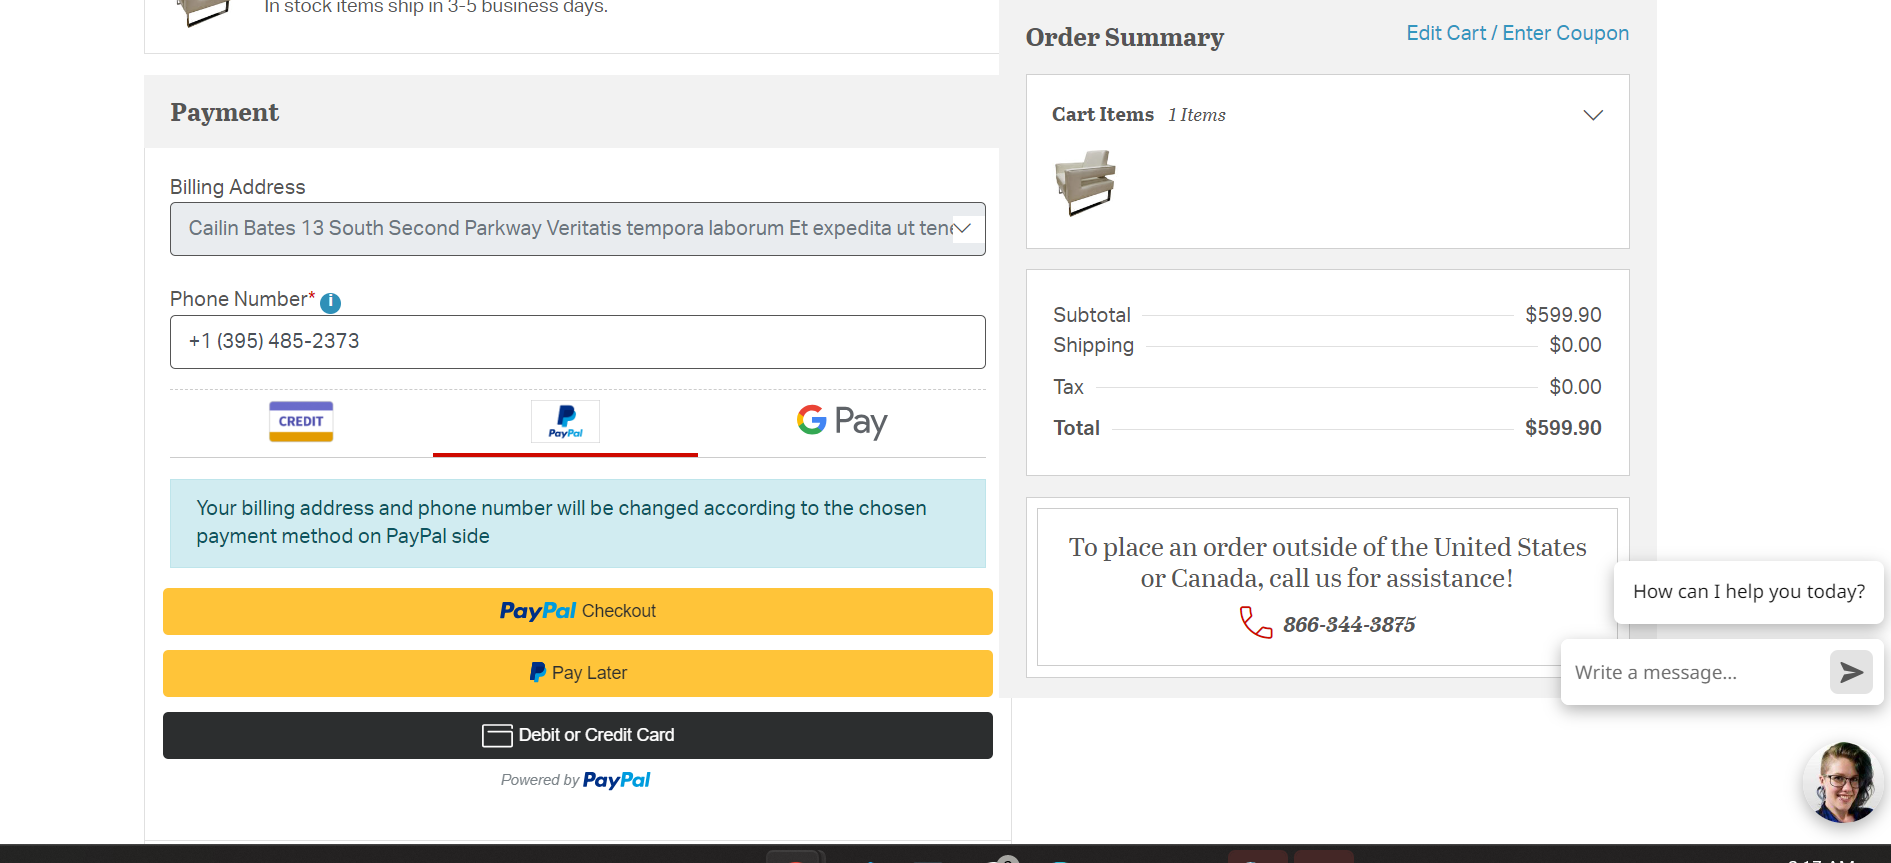 In stock items ship in 3-5 business days.
Payment
Billing Address
Cailin Bates 13 South Second Parkway Veritatis tempora laborum Et expedita ut tene
Phone Number* i
+1 (395) 485-2373
CREDIT
PayPal
G Pay
Your billing address and phone number will be changed according to the chosen
payment method on PayPal side
PayPal Checkout
Pay Later
Debit or Credit Card
Powered by PayPal
Order Summary
Edit Cart / Enter Coupon
Cart Items 1 Items
Subtotal $599.90
Shipping $0.00
Tax $0.00
Total $599.90
To place an order outside of the United States
or Canada, call us for assistance!
866-344-3875
How can I help you today?
Write a message...